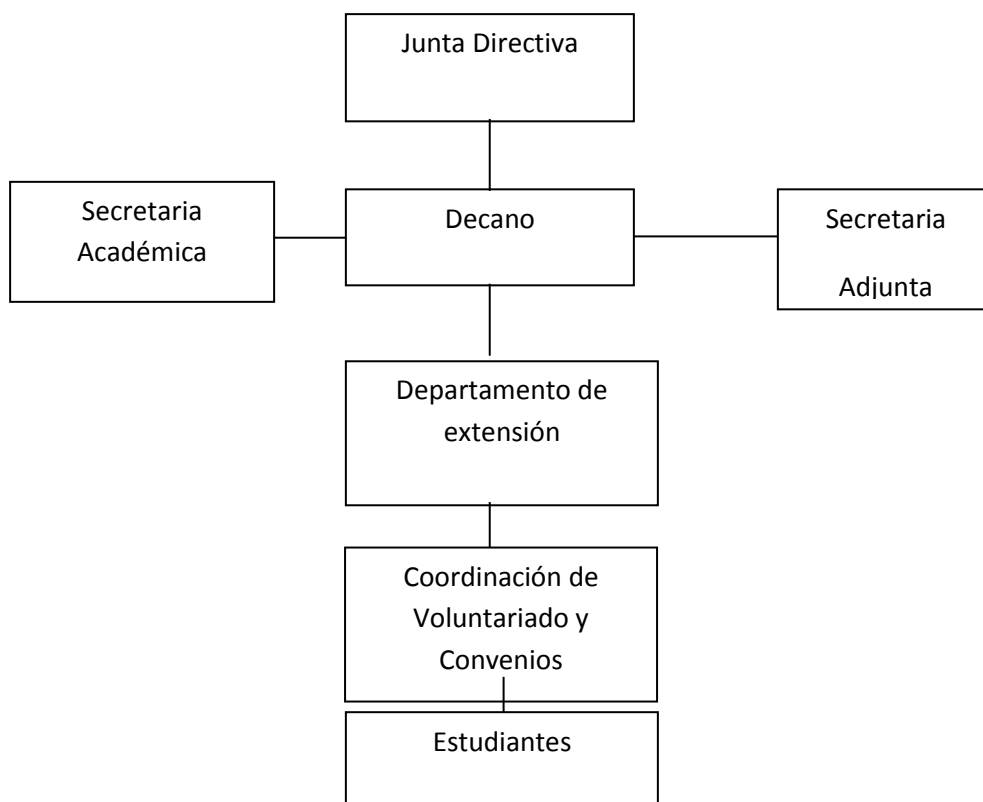 Junta Directiva
Secretaria
Académica
Decano
Secretaria
Adjunta
Departamento de
extensión
Coordinación de
Voluntariado y
Convenios
Estudiantes